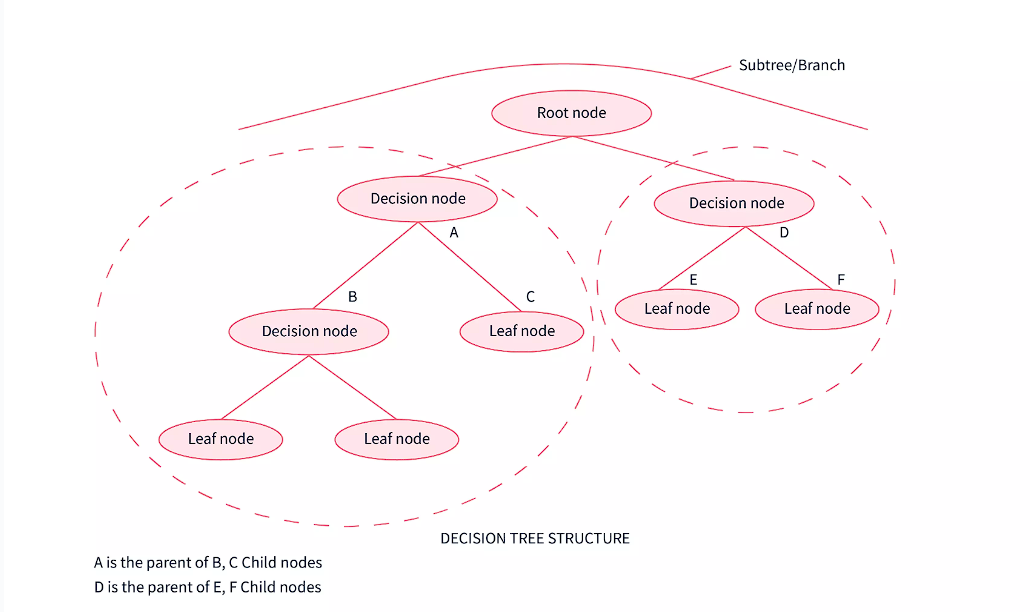 Subtree/Branch
Root node
Decision node
Decision node
A
D
B
C
E
F
Decision node
Leaf node
Leaf node
Leaf node
Leaf node
Leaf node
DECISION TREE STRUCTURE
A is the parent of B, C Child nodes
D is the parent of E, F Child nodes